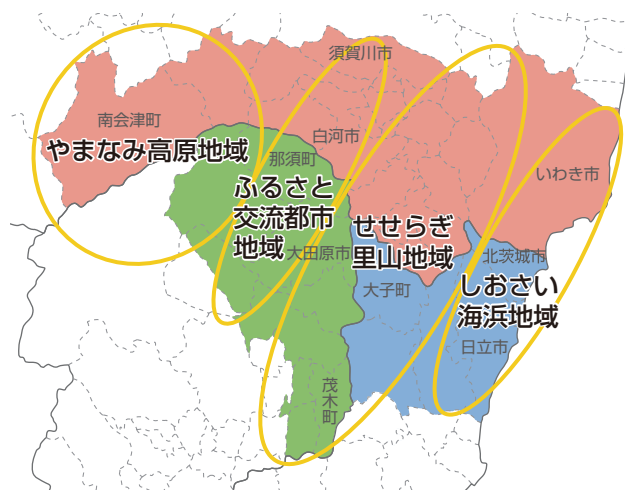 須賀川市
南会津町
白河市
やまなみ高原地域
那須町
いわき市
ふるさと
交流都市
地域
大田原市
せせらぎ
里山地域
北茨城市
大子町
しおさい
海浜地域
日立市
茂木町